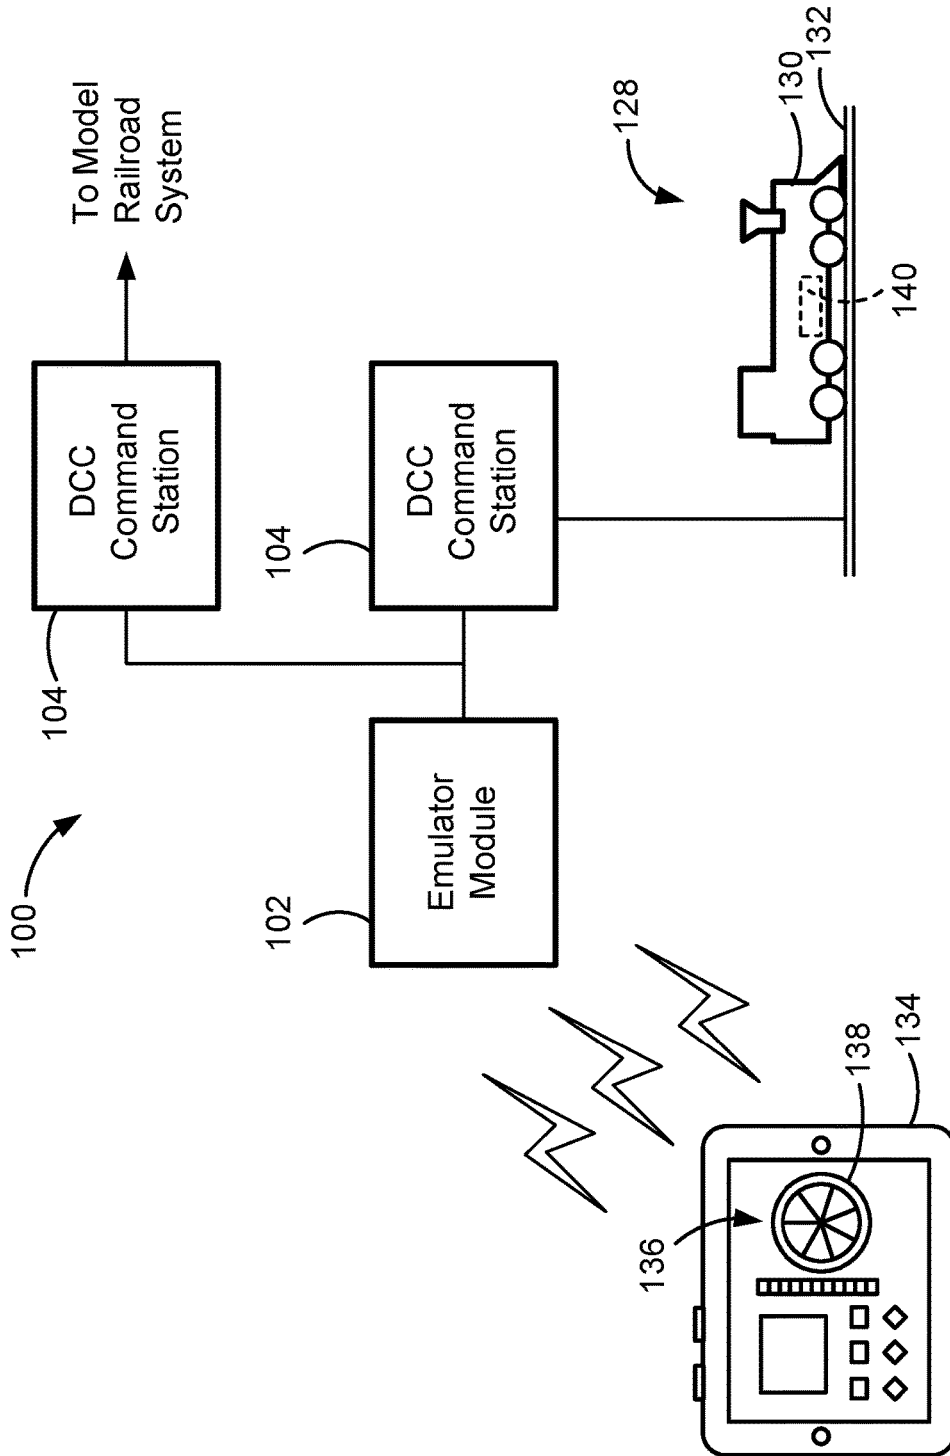 100
104
DCC
Command
Station
To Model
Railroad
System
102
Emulator
Module
104
DCC
Command
Station
128
130
132
140
136
138
134